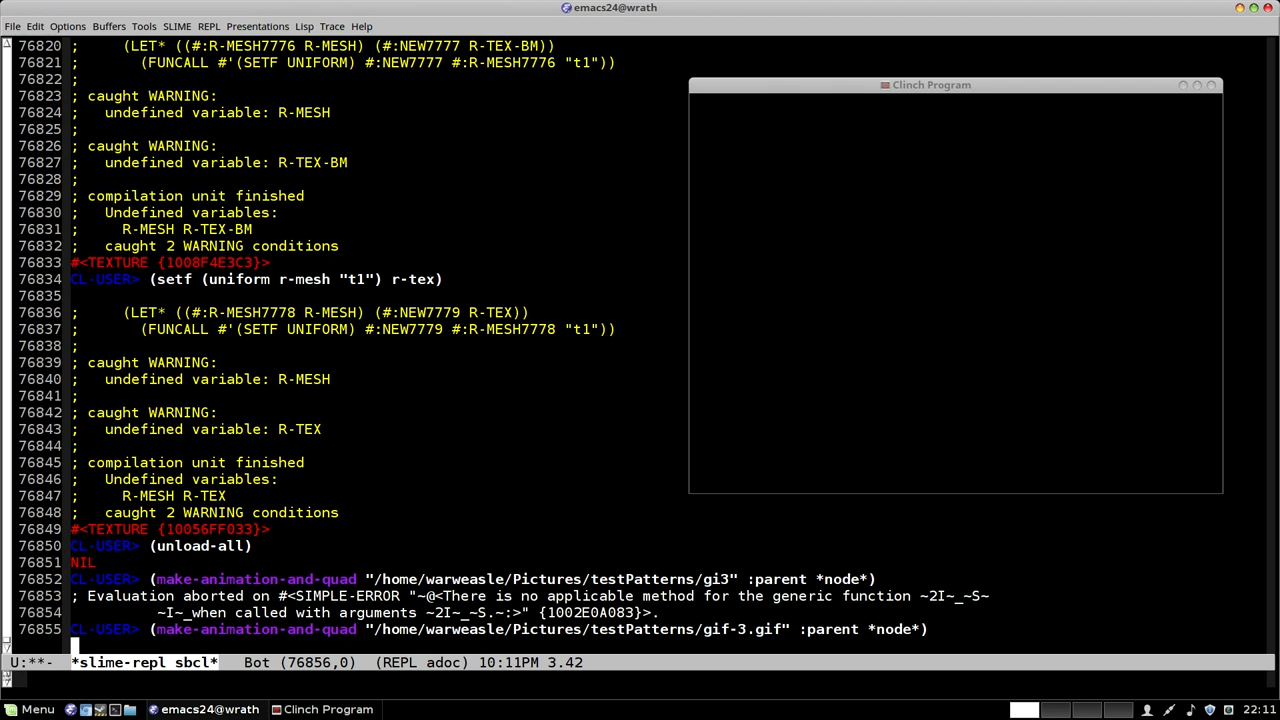 emacs24@wrath
File Edit Options Buffers Tools SLIME REPL Presentations Lisp Trace Help
76820 ;     (LET* ((#:R-MESH7776 R-MESH) (#:NEW7777 R-TEX-BM))
76821 ;       (FUNCALL #'(SETF UNIFORM) #:NEW7777 #:R-MESH7776 "t1"))
76822 ;
76823 ; caught WARNING:
76824 ;   undefined variable: R-MESH
76825 ;
76826 ; caught WARNING:
76827 ;   undefined variable: R-TEX-BM
76828 ;
76829 ; compilation unit finished
76830 ;   Undefined variables:
76831 ;     R-MESH R-TEX-BM
76832 ;   caught 2 WARNING conditions
76833 #<TEXTURE {1008F4E3C3}>
76834 CL-USER> (setf (uniform r-mesh "t1") r-tex)
76835
76836 ;     (LET* ((#:R-MESH7778 R-MESH) (#:NEW7779 R-TEX))
76837 ;       (FUNCALL #'(SETF UNIFORM) #:NEW7779 #:R-MESH7778 "t1"))
76838 ;
76839 ; caught WARNING:
76840 ;   undefined variable: R-MESH
76841 ;
76842 ; caught WARNING:
76843 ;   undefined variable: R-TEX
76844 ;
76845 ; compilation unit finished
76846 ;   Undefined variables:
76847 ;     R-MESH R-TEX
76848 ;   caught 2 WARNING conditions
76849 #<TEXTURE {10056FF033}>
76850 CL-USER> (unload-all)
76851 NIL
76852 CL-USER> (make-animation-and-quad "/home/warweasle/Pictures/testPatterns/gi3" :parent *node*)
76853 ; Evaluation aborted on #<SIMPLE-ERROR "~@<There is no applicable method for the generic function ~2I~_~S~
76854           ~I~_when called with arguments ~2I~_~S.~:>" {1002E0A083}>.
76855 CL-USER> (make-animation-and-quad "/home/warweasle/Pictures/testPatterns/gif-3.gif" :parent *node*)
Clinch Program
U:**-  *slime-repl sbcl*   Bot (76856,0)  (REPL adoc) 10:11PM 3.42
Menu emacs24@wrath Clinch Program 22:11